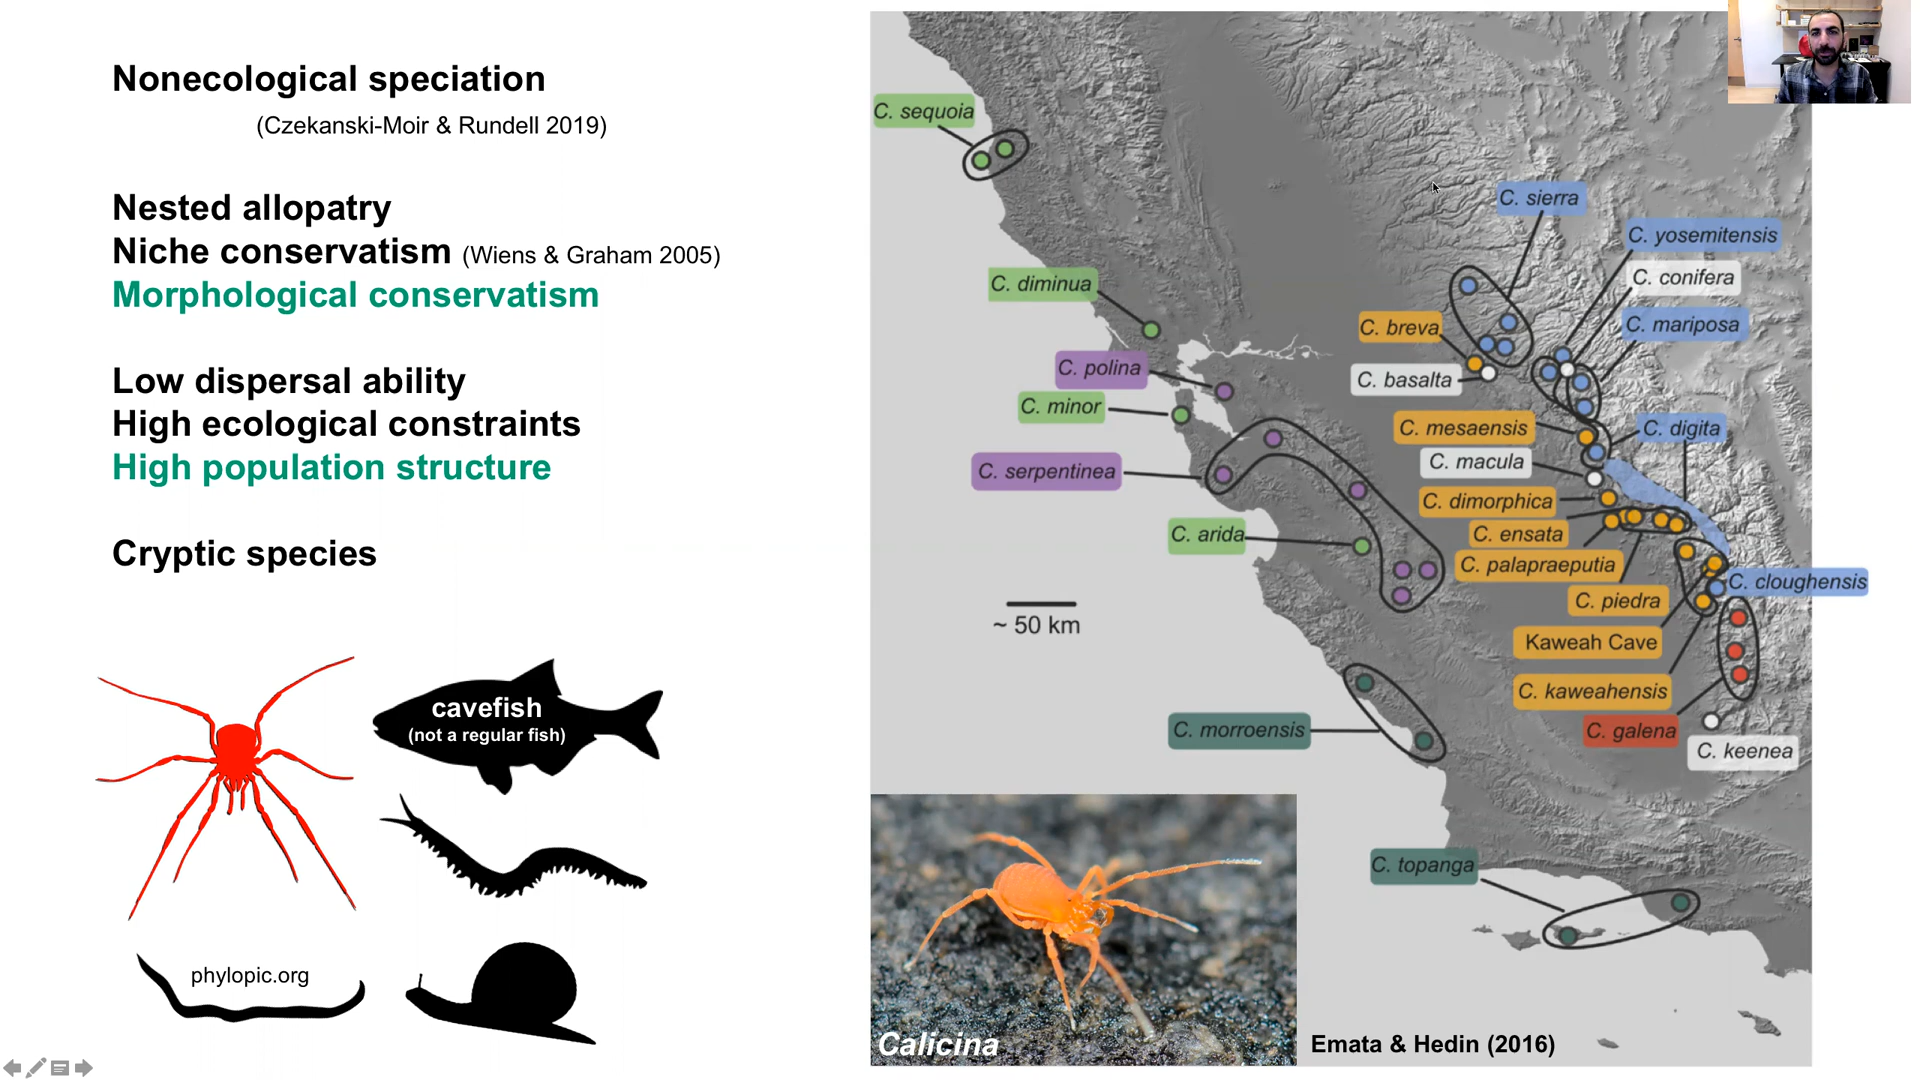 Nonecological speciation
(Czekanski-Moir & Rundell 2019)
Nested allopatry
Niche conservatism (Wiens & Graham 2005)
Morphological conservatism
Low dispersal ability
High ecological constraints
High population structure
Cryptic species
cavefish
(not a regular fish)
phylopic.org
C. sequoia
C. sierra
C. yosemitensis
C. conifera
C. diminua
C. mariposa
C. breva
C. polina
C. basalta
C. minor
C. mesaensis
C. digita
C. serpentinea
C. macula
C. dimorphica
C. arida
C. ensata
C. palapraeputia
C. cloughensis
C. piedra
~ 50 km
Kaweah Cave
C. kaweahensis
C. morroensis
C. galena
C. keenea
C. topanga
Calicina
Emata & Hedin (2016)